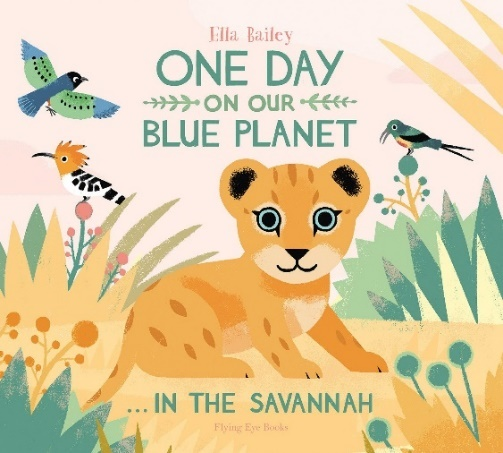 Ella Bailey
ONE DAY
ON OUR
BLUE PLANET
...IN THE SAVANNAH
Flying Eye Books